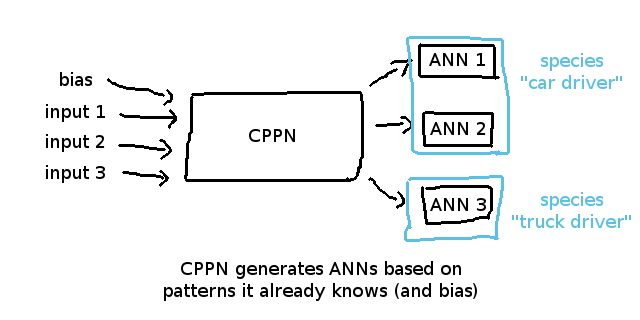 bias
input 1
input 2
input 3
CPPN
ANN 1
ANN 2
ANN 3
species
"car driver"
species
"truck driver"
CPPN generates ANNs based on
patterns it already knows (and bias)